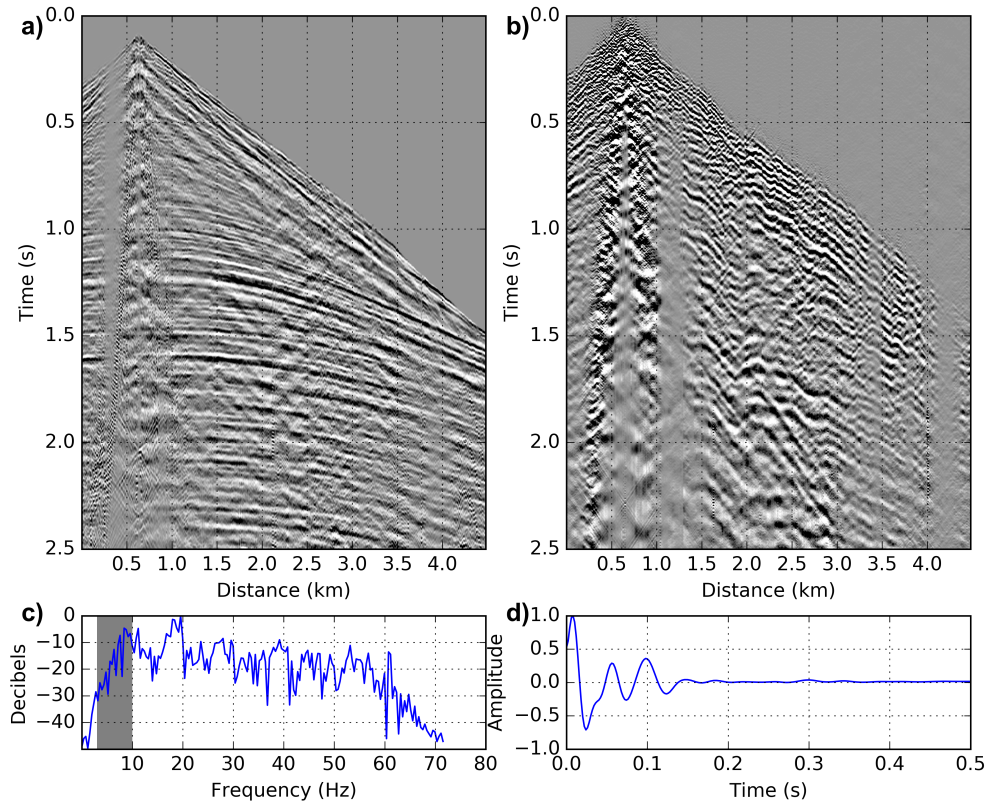 a) b)
0.0 0.0
0.5 0.5
1.0 1.0
1.5 1.5
2.0 2.0
2.5 2.5
Time (s) Time (s)
0.5 1.0 1.5 2.0 2.5 3.0 3.5 4.0 0.5 1.0 1.5 2.0 2.5 3.0 3.5 4.0
Distance (km) Distance (km)
c) d)
0 1.0
−10 0.5
−20 0.0
−30 −0.5
−40 −1.0
Decibels Amplitude
10 20 30 40 50 60 70 80 0.0 0.1 0.2 0.3 0.4 0.5
Frequency (Hz) Time (s)